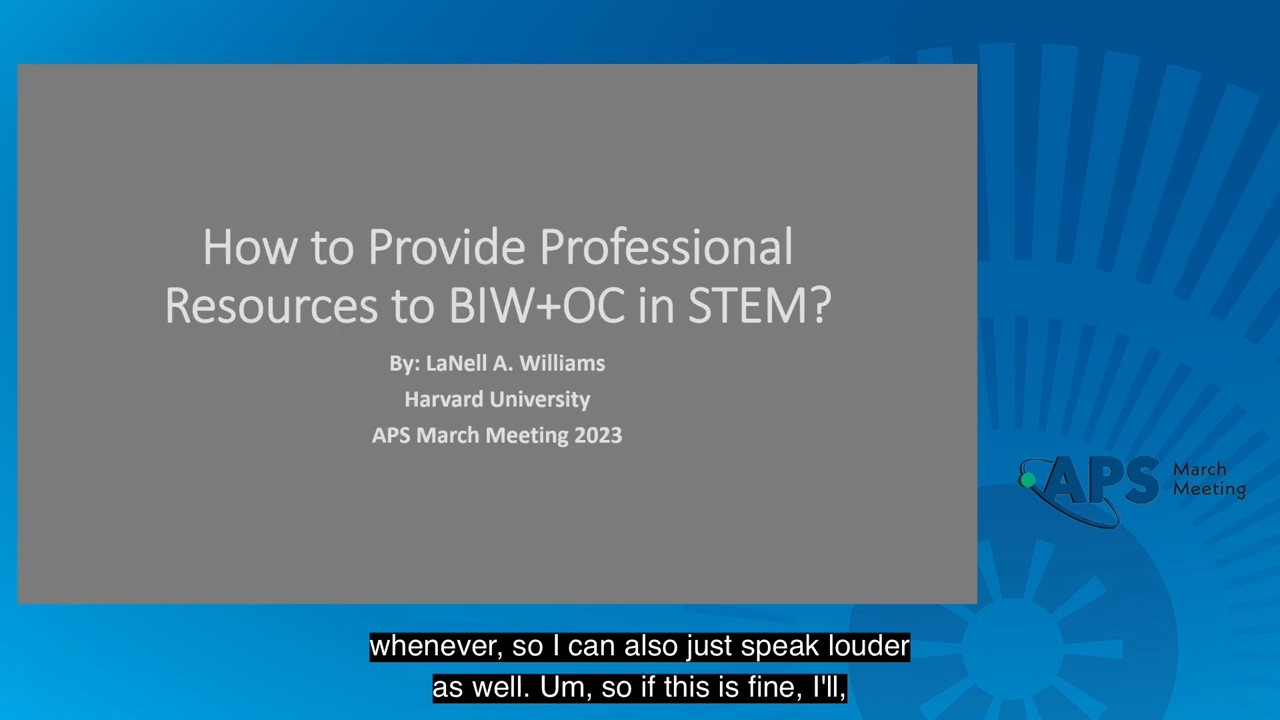 How to Provide Professional
Resources to BIW+OC in STEM?
By: LaNell A. Williams
Harvard University
APS March Meeting 2023
APS March
Meeting
whenever, so I can also just speak louder
as well. Um, so if this is fine, I'll,